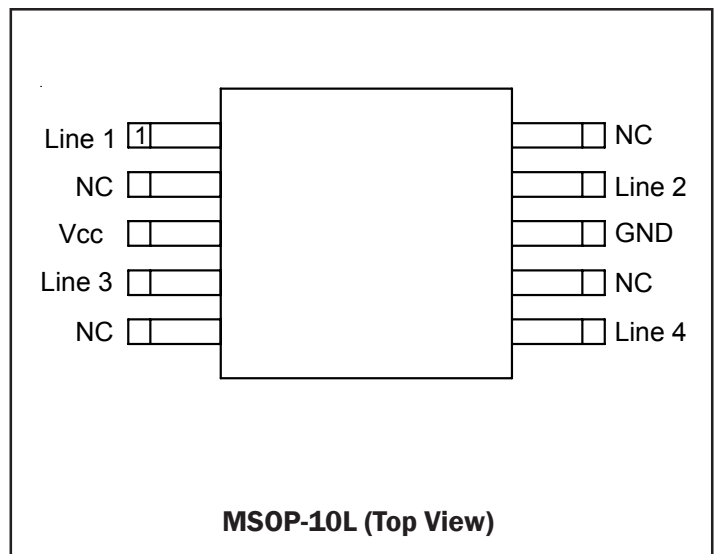 Line 1 1 NC
NC Line 2
Vcc GND
Line 3 NC
NC Line 4
MSOP-10L (Top View)